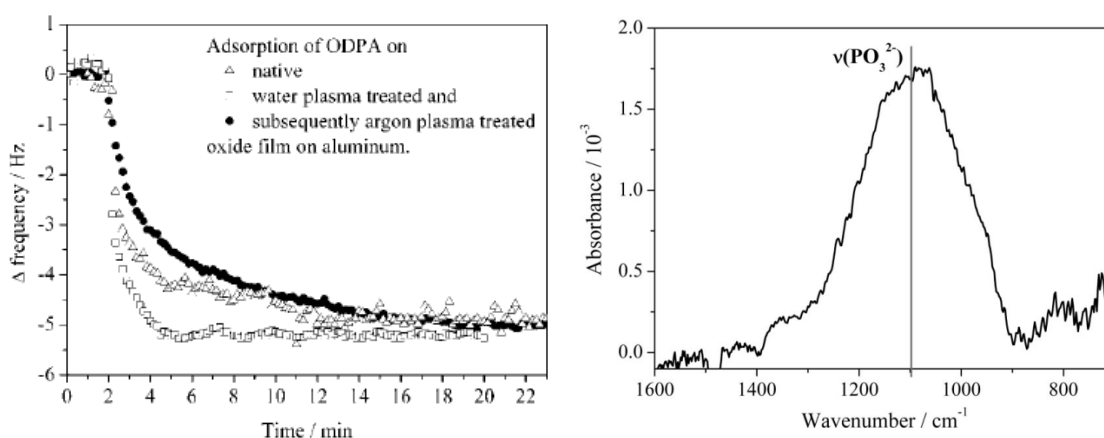 Adsorption of ODPA on
△ native
□ water plasma treated and
● subsequently argon plasma treated
oxide film on aluminum.
1
0
-1
-2
-3
-4
-5
-6
Δ frequency / Hz
0 2 4 6 8 10 12 14 16 18 20 22
Time / min
ν(PO₃²⁻)
2.0
1.5
1.0
0.5
0.0
Absorbance / 10⁻³
1600 1400 1200 1000 800
Wavenumber / cm⁻¹